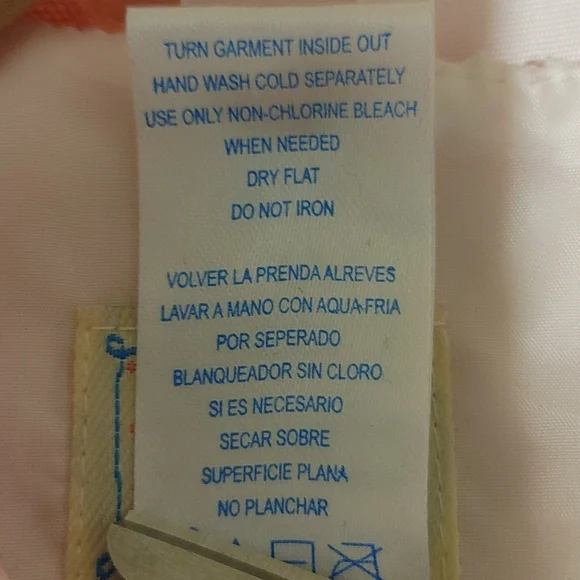 TURN GARMENT INSIDE OUT
HAND WASH COLD SEPARATELY
USE ONLY NON-CHLORINE BLEACH
WHEN NEEDED
DRY FLAT
DO NOT IRON
VOLVER LA PRENDA ALREVES
LAVAR A MANO CON AQUA FRIA
POR SEPERADO
BLANQUEADOR SIN CLORO
SI ES NECESARIO
SECAR SOBRE
SUPERFICIE PLANA
NO PLANCHAR